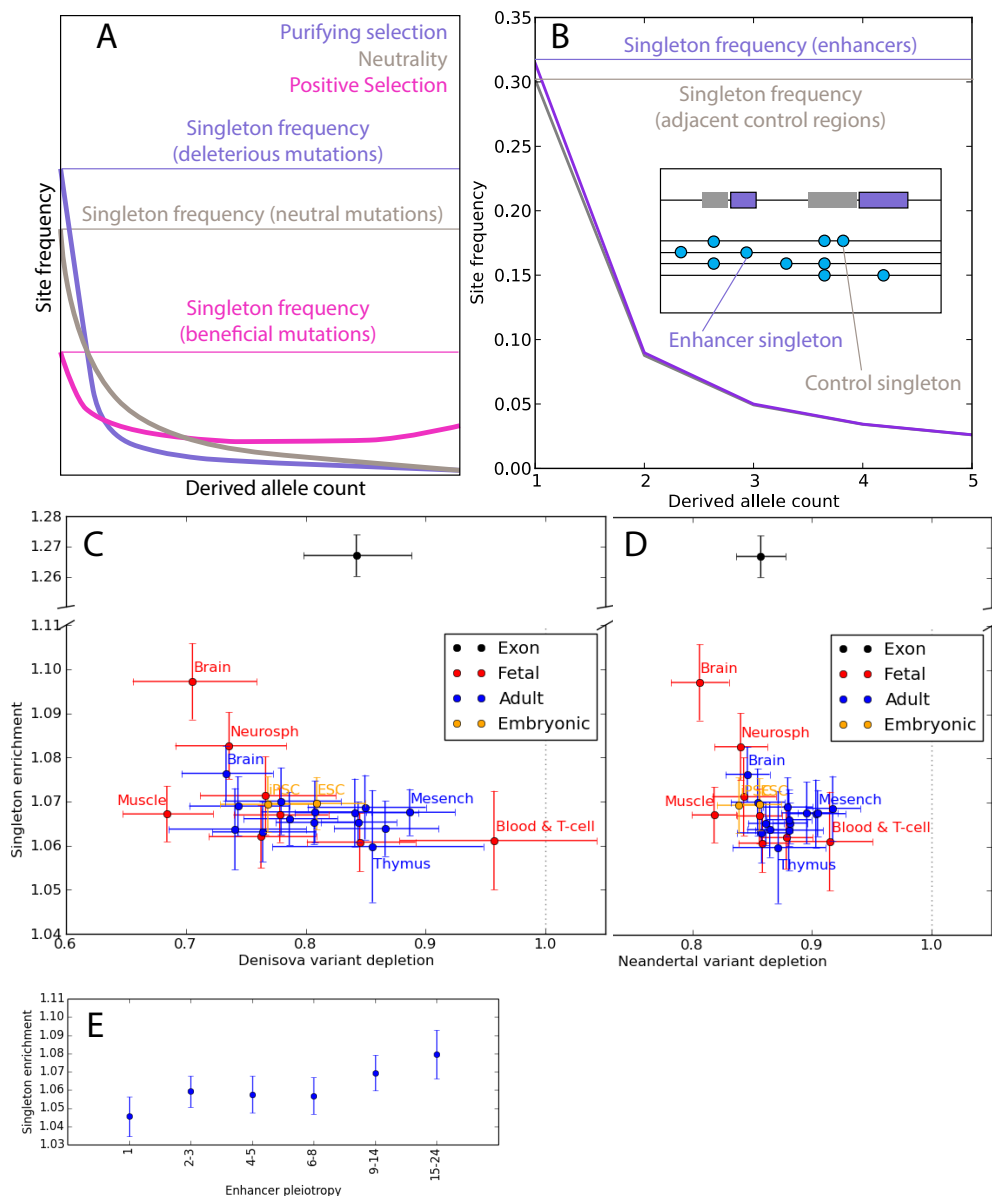 A
Purifying selection
Neutrality
Positive Selection
Singleton frequency
(deleterious mutations)
Singleton frequency (neutral mutations)
Singleton frequency
(beneficial mutations)
Site frequency
Derived allele count
B
0.35
0.30
0.25
0.20
0.15
0.10
0.05
0.00
Site frequency
Singleton frequency (enhancers)
Singleton frequency
(adjacent control regions)
Enhancer singleton
Control singleton
1
2
3
4
5
Derived allele count
C
1.28
1.27
1.26
1.11
1.10
1.09
1.08
1.07
1.06
1.05
1.04
Singleton enrichment
Exon
Fetal
Adult
Embryonic
Brain
Neurosph
Brain
iPSC
ESC
Muscle
Mesench
Blood & T-cell
Thymus
0.6
0.7
0.8
0.9
1.0
Denisova variant depletion
D
Exon
Fetal
Adult
Embryonic
Brain
Neurosph
Brain
ESC
Muscle
Mesench
Blood & T-cell
Thymus
0.8
0.9
1.0
Neandertal variant depletion
E
1.10
1.09
1.08
1.07
1.06
1.05
1.04
1.03
Singleton enrichment
1
2-3
4-5
6-8
9-14
15-24
Enhancer pleiotropy